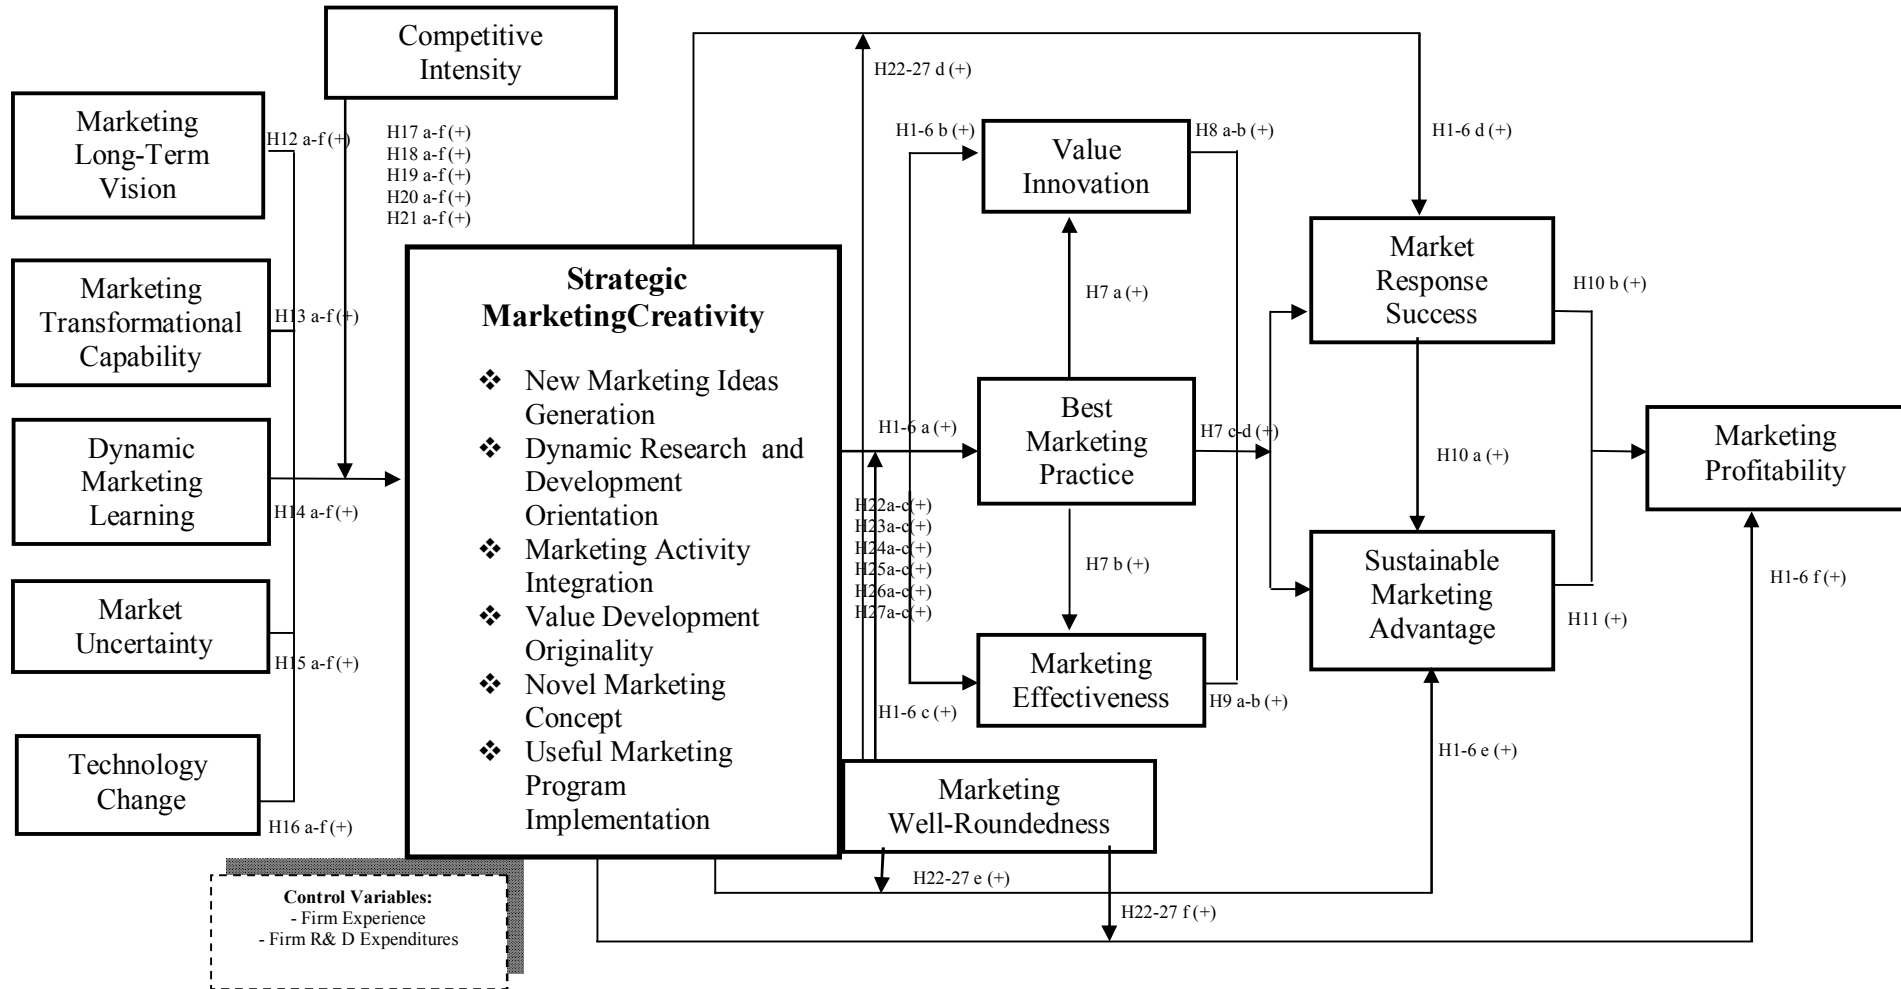 Competitive
Intensity
Marketing
Long-Term
Vision
H12 a-f (+)
H17 a-f (+)
H18 a-f (+)
H19 a-f (+)
H20 a-f (+)
H21 a-f (+)
Marketing
Transformational
Capability
H13 a-f (+)
Dynamic
Marketing
Learning
H14 a-f (+)
Market
Uncertainty
H15 a-f (+)
Technology
Change
H16 a-f (+)
Strategic
MarketingCreativity
❖ New Marketing Ideas
Generation
❖ Dynamic Research and
Development
Orientation
❖ Marketing Activity
Integration
❖ Value Development
Originality
❖ Novel Marketing
Concept
❖ Useful Marketing
Program
Implementation
Control Variables:
- Firm Experience
- Firm R& D Expenditures
H22-27 d (+)
H1-6 b (+)
Value
Innovation
H8 a-b (+)
H1-6 d (+)
H7 a (+)
H1-6 a (+)
Best
Marketing
Practice
H7 c-d (+)
H22a-c(+)
H23a-c(+)
H24a-c(+)
H25a-c(+)
H26a-c(+)
H27a-c(+)
H7 b (+)
H1-6 c (+)
Marketing
Effectiveness
H9 a-b (+)
Marketing
Well-Roundedness
H22-27 e (+)
H22-27 f (+)
Market
Response
Success
H10 b (+)
H10 a (+)
Sustainable
Marketing
Advantage
H11 (+)
H1-6 e (+)
Marketing
Profitability
H1-6 f (+)